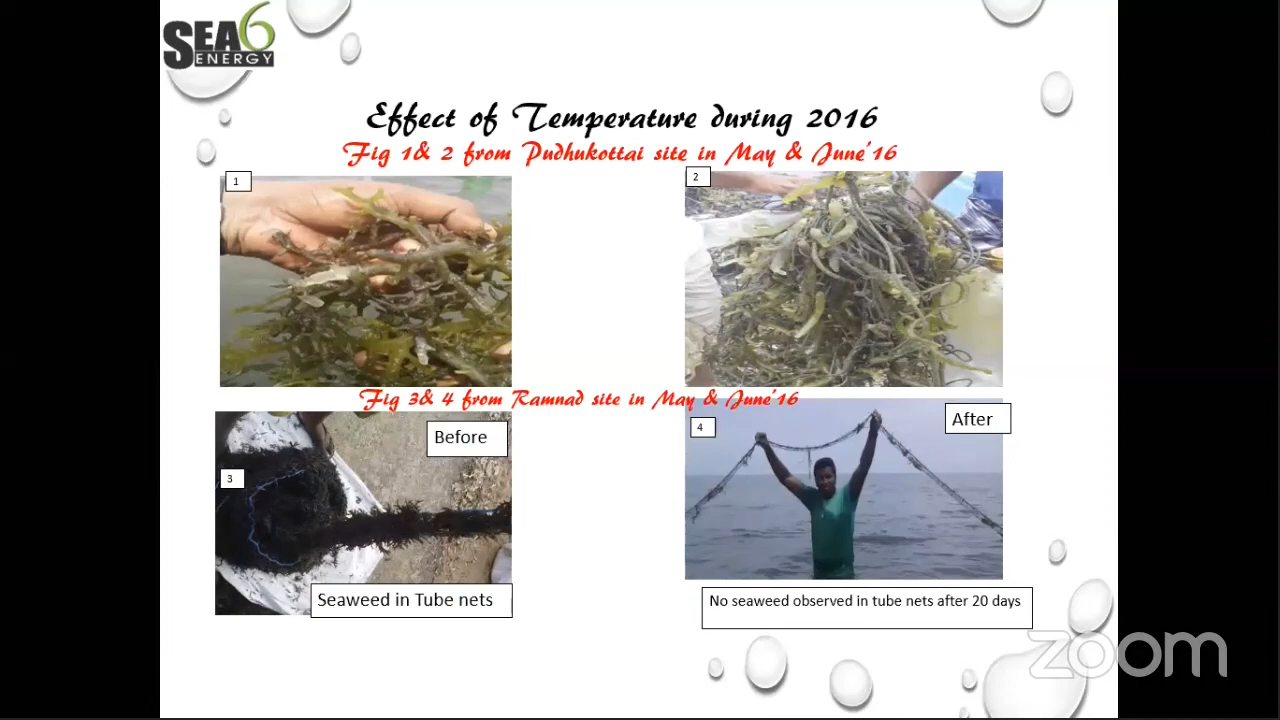 SEA6
ENERGY
Effect of Temperature during 2016
Fig 1& 2 from Pudhukottai site in May & June'16
1
2
Fig 3& 4 from Ramnad site in May & June'16
Before
After
3
4
Seaweed in Tube nets
No seaweed observed in tube nets after 20 days
zoom